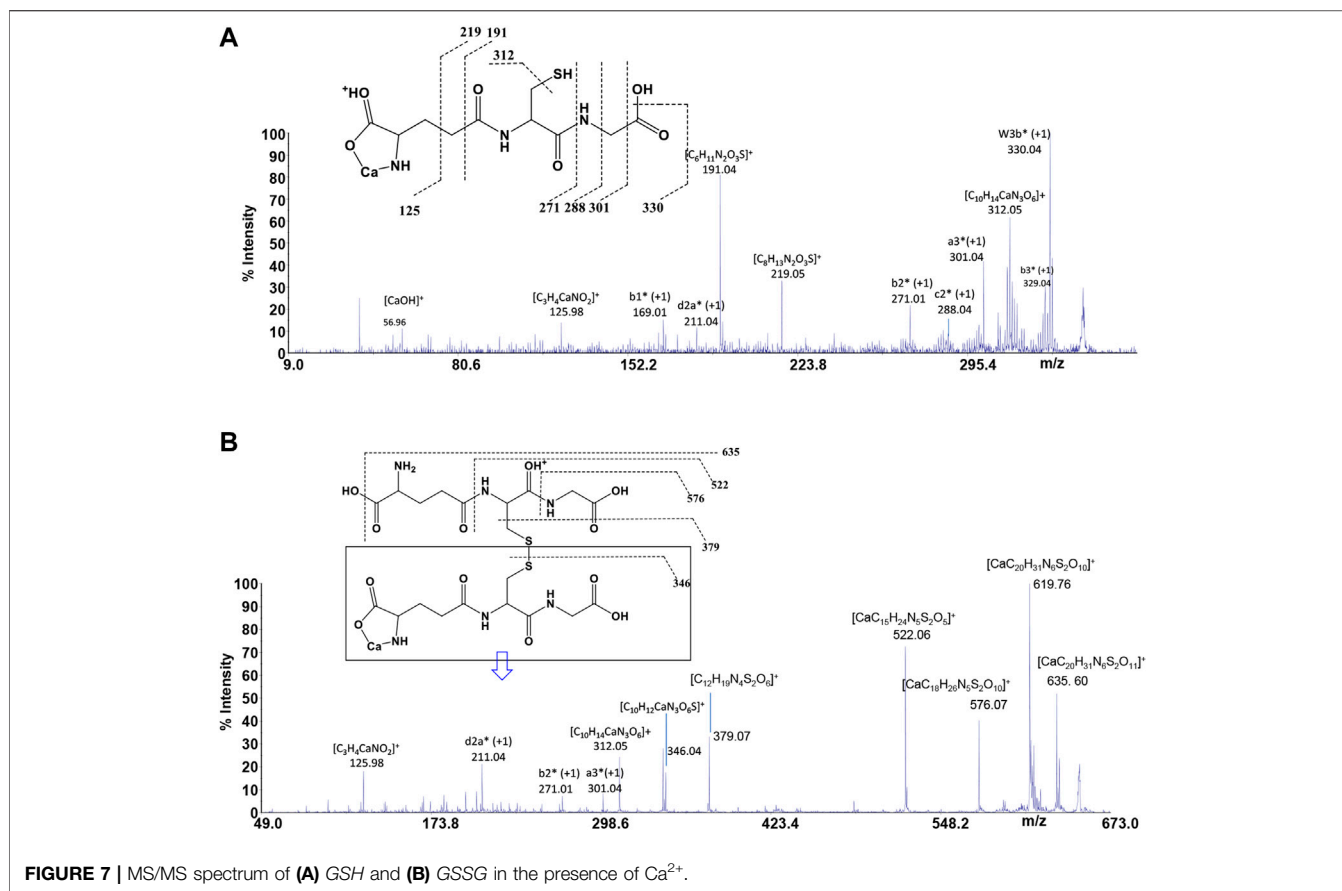 A
219 191
312
SH
+HO
O
OH
H
N
O
Ca
NH
N
H
O
O
125
271 288 301
330
% Intensity
100
90
80
70
60
50
40
30
20
10
0
[CaOH]+
56.96
[C3H4CaNO2]+
125.98
b1* (+1)
169.01
d2a* (+1)
211.04
[C6H11N2O3S]+
191.04
[C8H13N2O3S]+
219.05
b2* (+1)
271.01
c2* (+1)
288.04
a3*(+1)
301.04
[C10H14CaN3O6]+
312.05
b3* (+1)
329.04
W3b* (+1)
330.04
9.0 80.6 152.2 223.8 295.4 m/z
B
635
522
576
379
346
NH2
HO
O
O
H
N
OH+
N
H
O
OH
S
S
O
O
Ca
NH
O
N
H
O
H
N
O
OH
% Intensity
100
90
80
70
60
50
40
30
20
10
0
[C3H4CaNO2]+
125.98
d2a* (+1)
211.04
b2* (+1)
271.01
a3*(+1)
301.04
[C10H14CaN3O6]+
312.05
[C10H12CaN3O6S]+
346.04
[C12H19N4S2O6]+
379.07
[CaC15H24N5S2O5]+
522.06
[CaC18H26N5S2O10]+
576.07
[CaC20H31N6S2O10]+
619.76
[CaC20H31N6S2O11]+
635. 60
49.0 173.8 298.6 423.4 548.2 m/z 673.0
FIGURE 7 | MS/MS spectrum of (A) GSH and (B) GSSG in the presence of Ca2+.